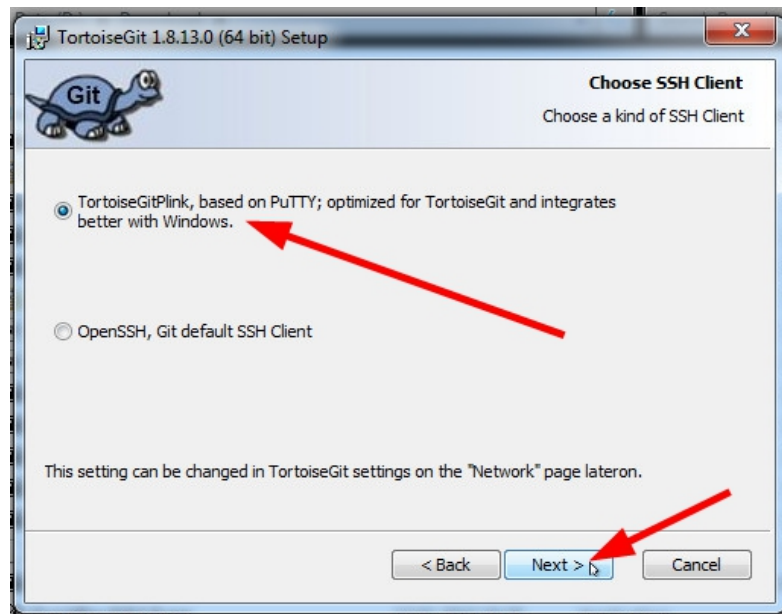 TortoiseGit 1.8.13.0 (64 bit) Setup
Git
Choose SSH Client
Choose a kind of SSH Client
TortoiseGitPlink, based on PuTTY; optimized for TortoiseGit and integrates
better with Windows.
OpenSSH, Git default SSH Client
This setting can be changed in TortoiseGit settings on the "Network" page lateron.
< Back
Next >
Cancel